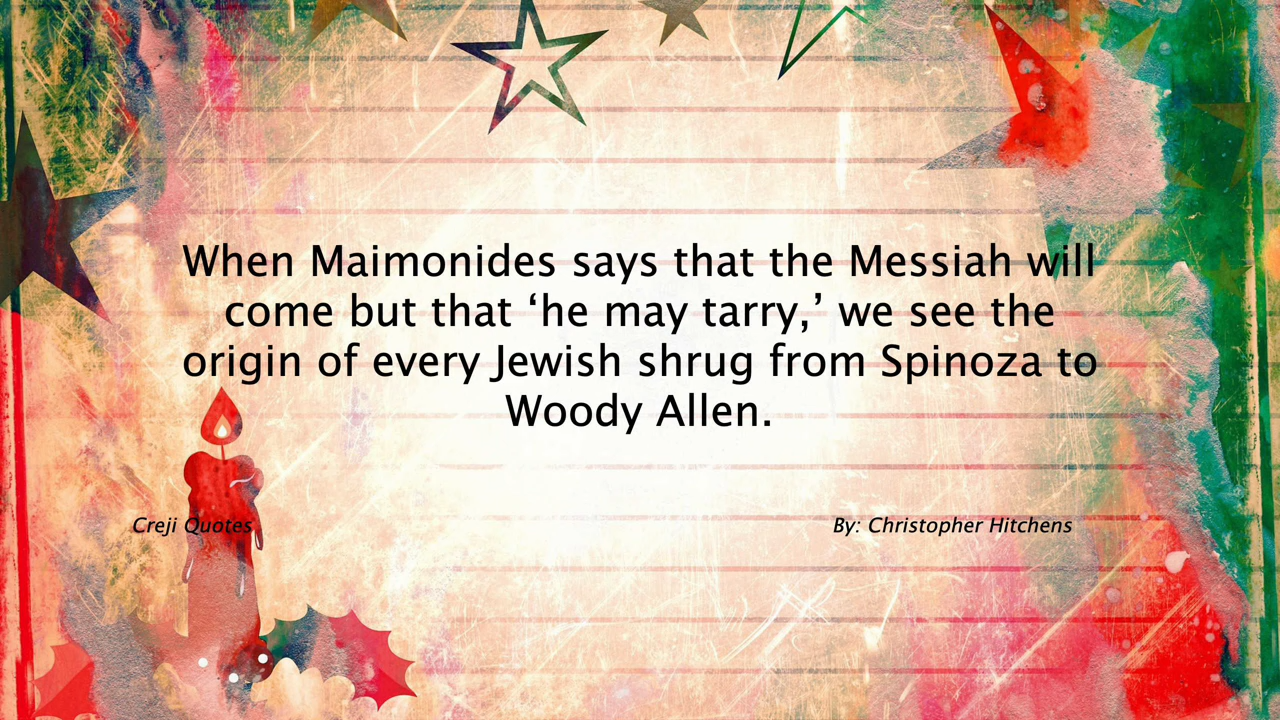 When Maimonides says that the Messiah will
come but that ‘he may tarry,’ we see the
origin of every Jewish shrug from Spinoza to
Woody Allen.
Creji Quotes
By: Christopher Hitchens